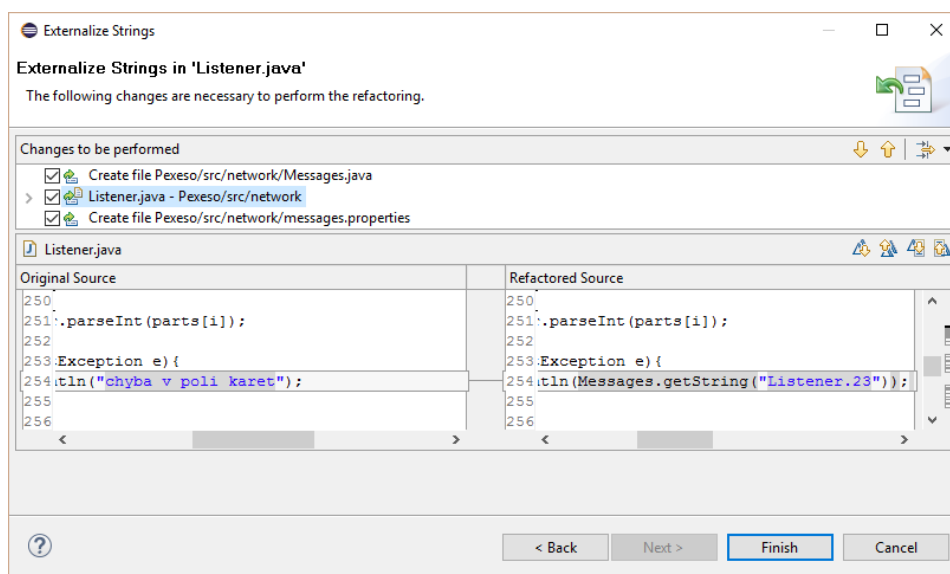 Externalize Strings
Externalize Strings in 'Listener.java'
The following changes are necessary to perform the refactoring.
Changes to be performed
Create file Pexeso/src/network/Messages.java
Listener.java - Pexeso/src/network
Create file Pexeso/src/network/messages.properties
Listener.java
Original Source
250
251 .parseInt(parts[i]);
252
253 Exception e){
254 tln("chyba v poli karet");
255
256
Refactored Source
250
251 .parseInt(parts[i]);
252
253 Exception e){
254 tln(Messages.getString("Listener.23"));
255
256
< Back
Next >
Finish
Cancel